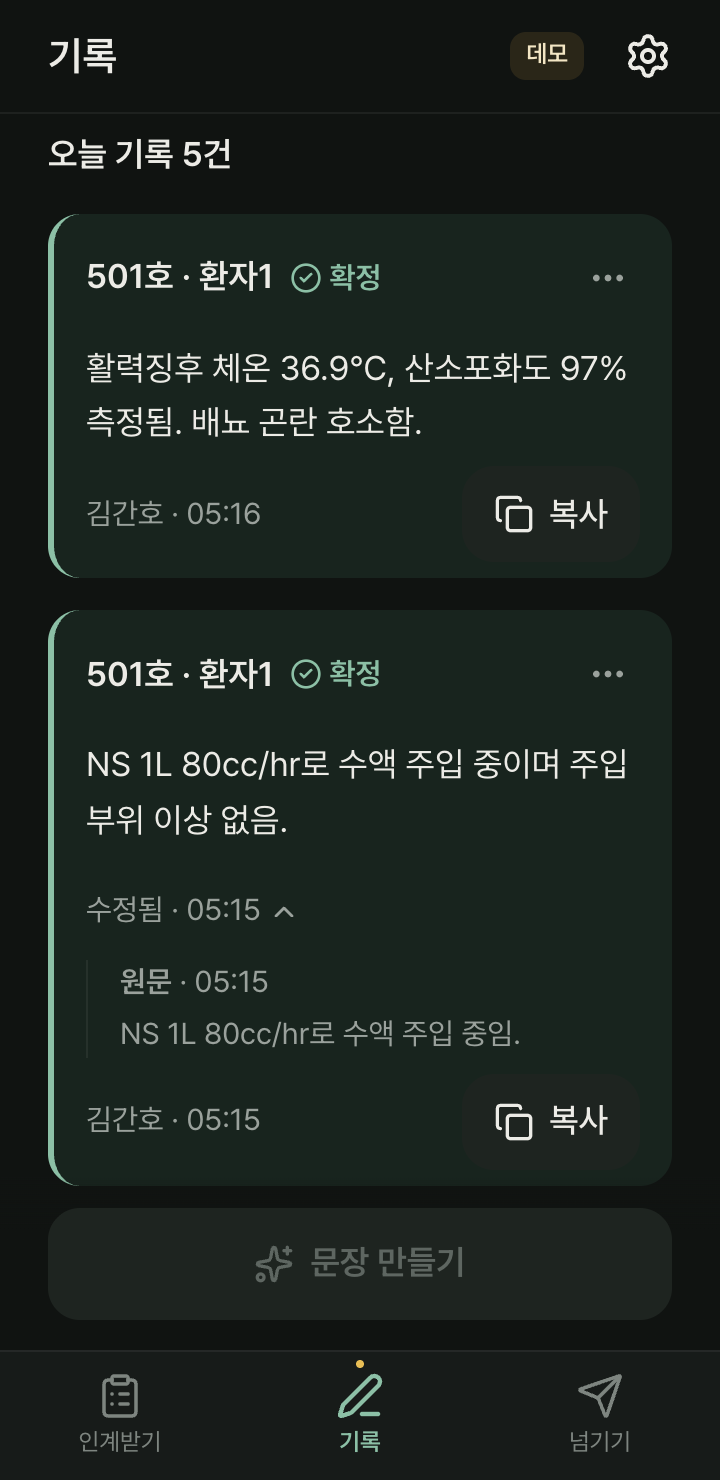 기록
데모
오늘 기록 5건
501호 · 환자1 확정
활력징후 체온 36.9°C, 산소포화도 97%
측정됨. 배뇨 곤란 호소함.
김간호 · 05:16
복사
501호 · 환자1 확정
NS 1L 80cc/hr로 수액 주입 중이며 주입
부위 이상 없음.
수정됨 · 05:15
원문 · 05:15
NS 1L 80cc/hr로 수액 주입 중임.
김간호 · 05:15
복사
문장 만들기
인계받기
기록
넘기기